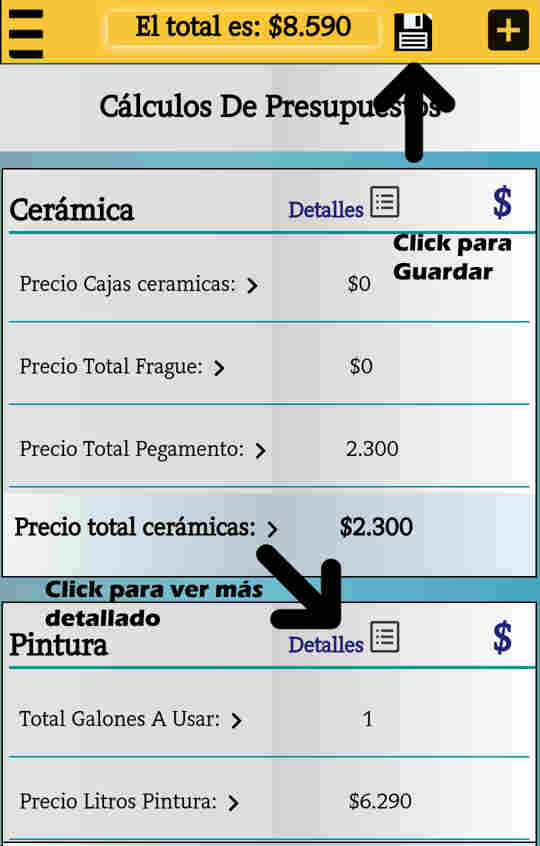 El total es: $8.590
Cálculos De Presupuestos
Cerámica Detalles $
Click para
Guardar
Precio Cajas ceramicas: > $0
Precio Total Frague: > $0
Precio Total Pegamento: > 2.300
Precio total cerámicas: > $2.300
Click para ver más
detallado
Pintura Detalles $
Total Galones A Usar: > 1
Precio Litros Pintura: > $6.290